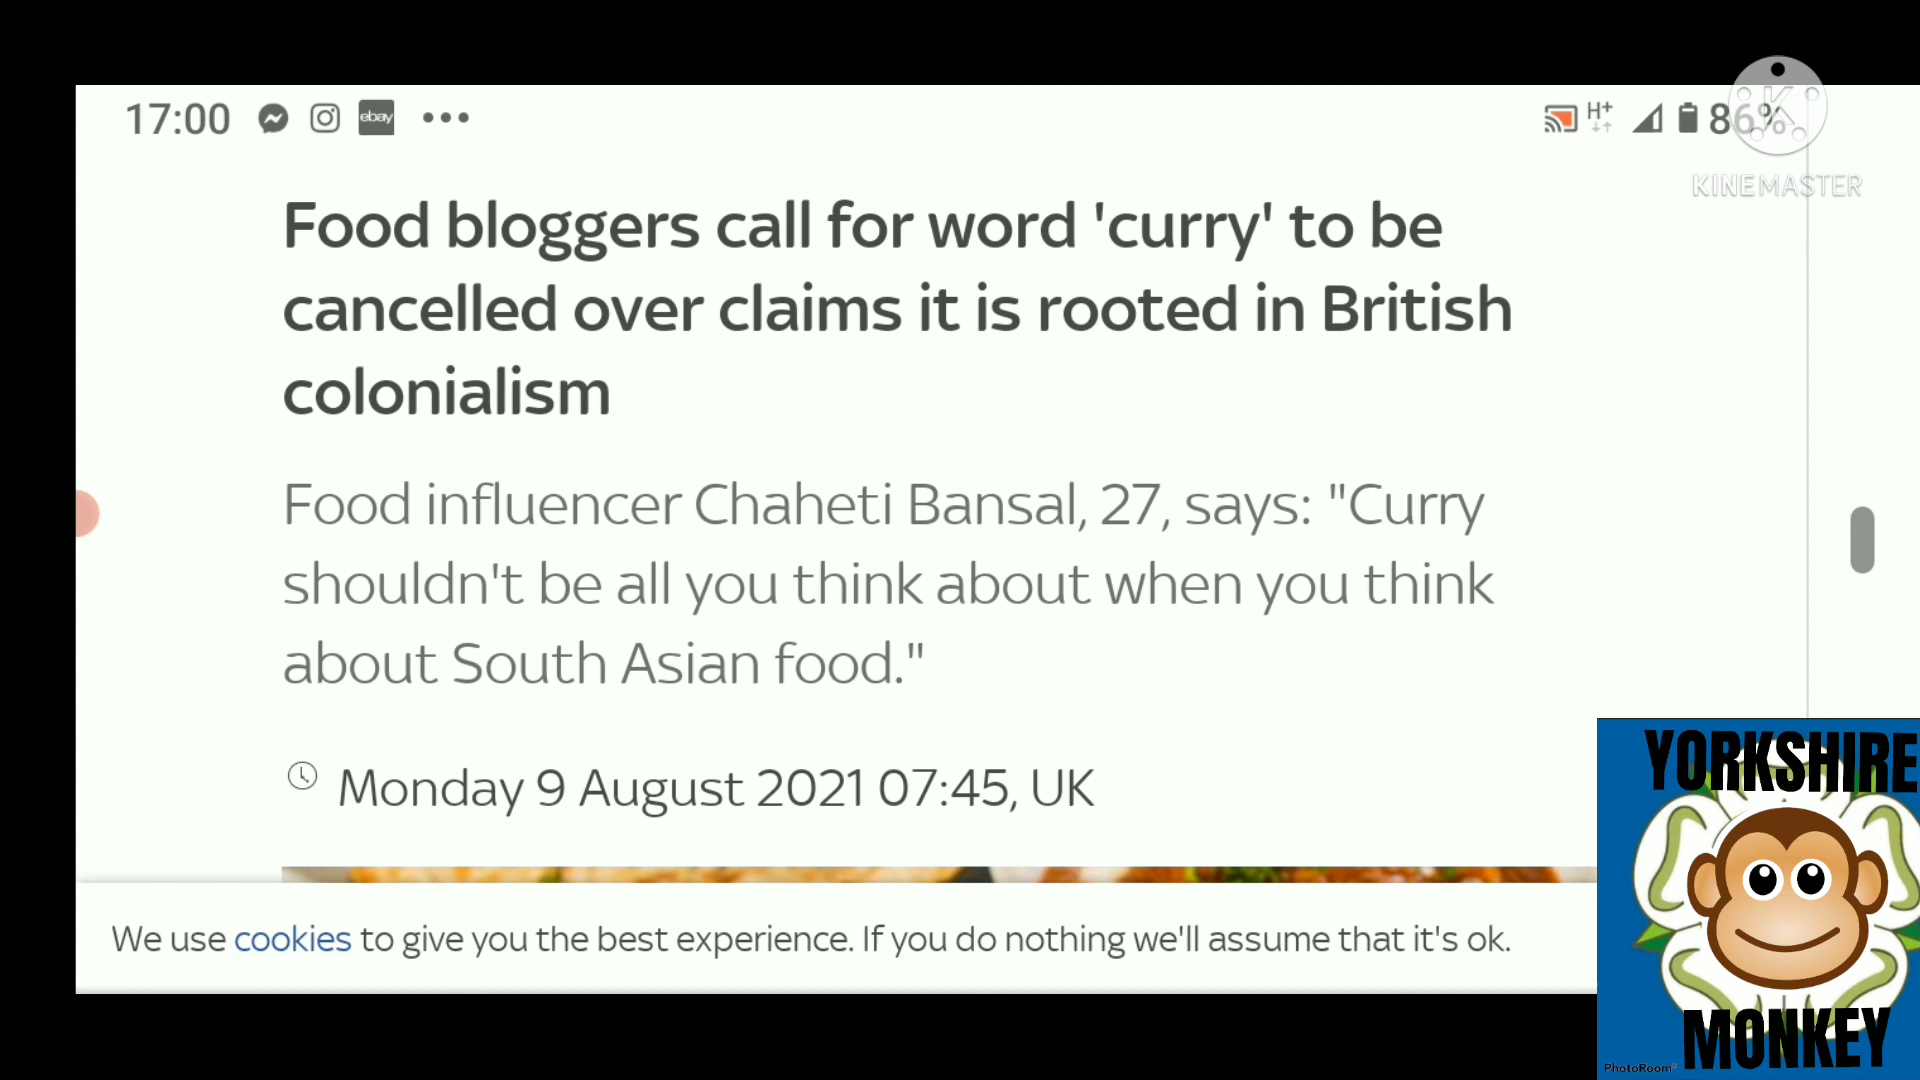 17:00 ebay H+ 86%
KINEMASTER
Food bloggers call for word 'curry' to be
cancelled over claims it is rooted in British
colonialism
Food influencer Chaheti Bansal, 27, says: "Curry
shouldn't be all you think about when you think
about South Asian food."
Monday 9 August 2021 07:45, UK
YORKSHIRE
We use cookies to give you the best experience. If you do nothing we'll assume that it's ok.
MONKEY
PhotoRoom